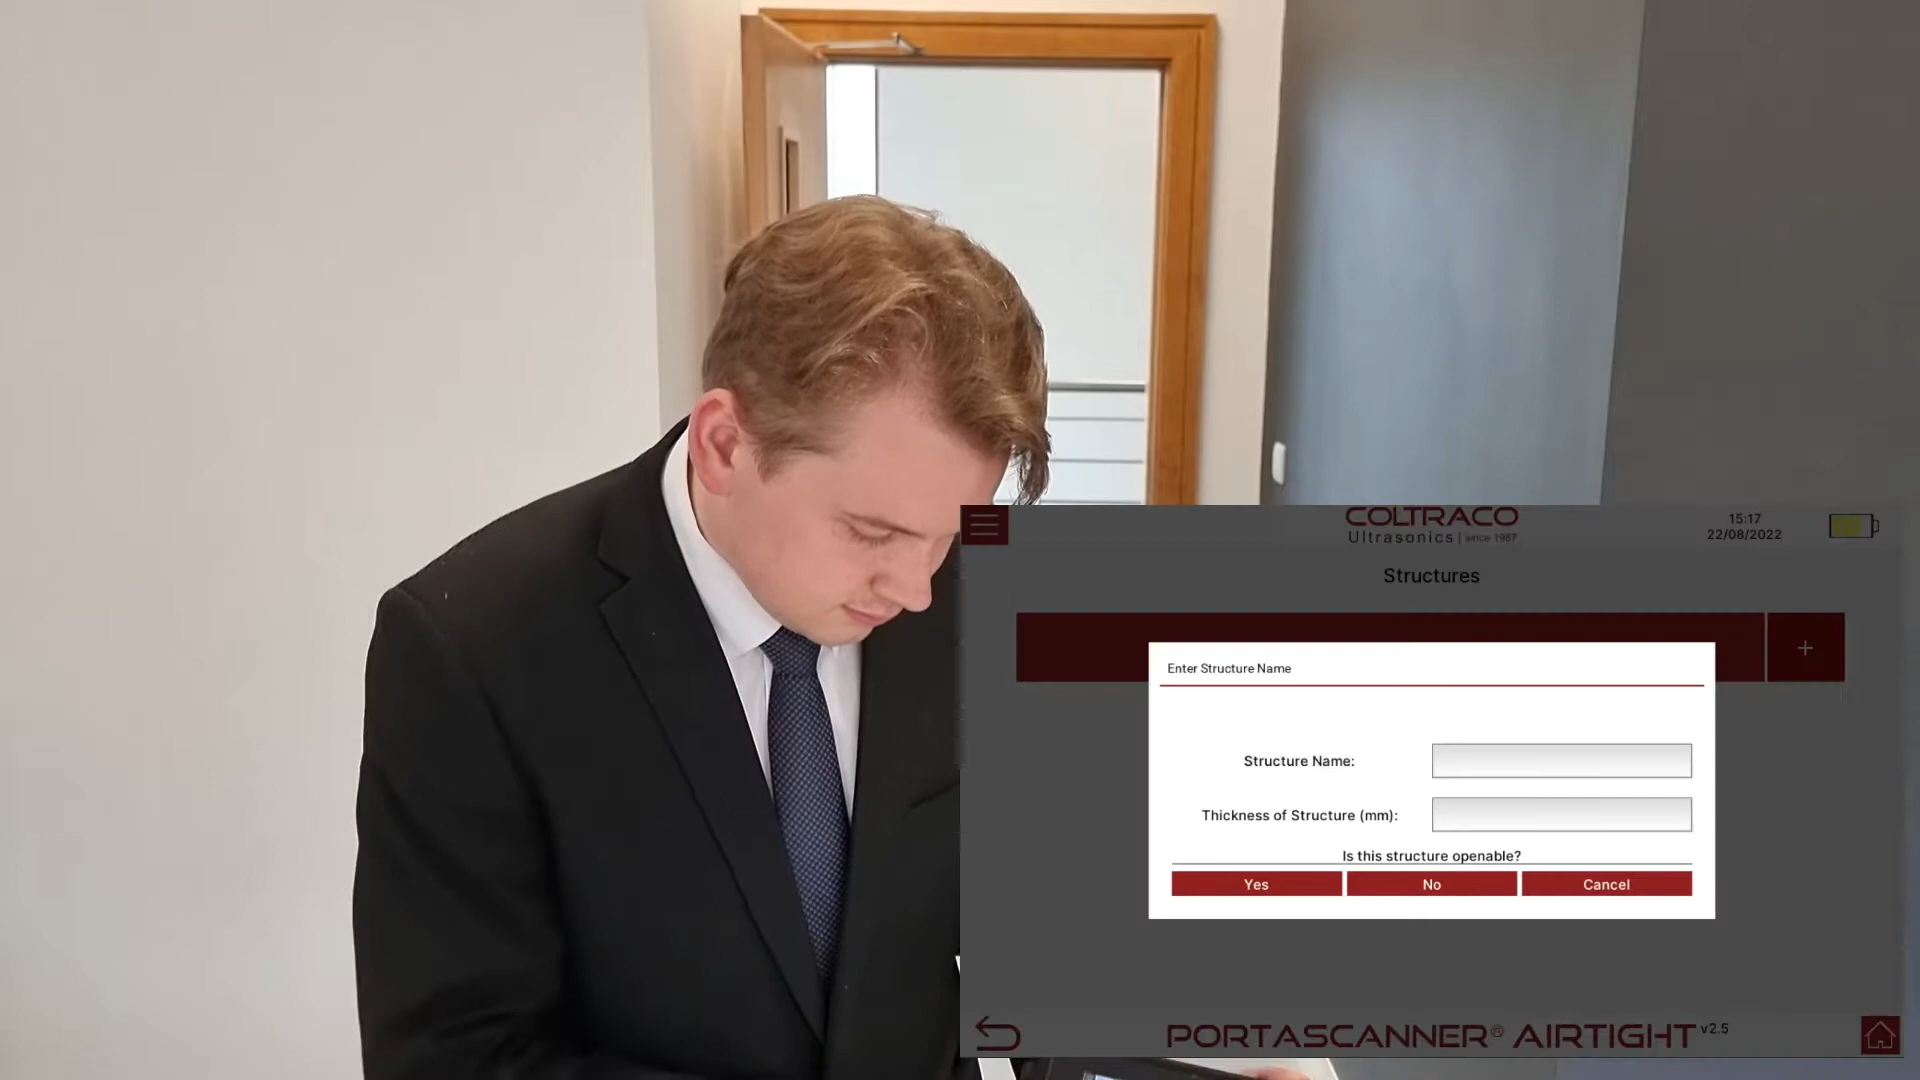 COLTRACO
Ultrasonics | since 1987
15:17
22/08/2022
Structures
+
Enter Structure Name
Structure Name:
Thickness of Structure (mm):
Is this structure openable?
Yes No Cancel
PORTASCANNER® AIRTIGHT v2.5